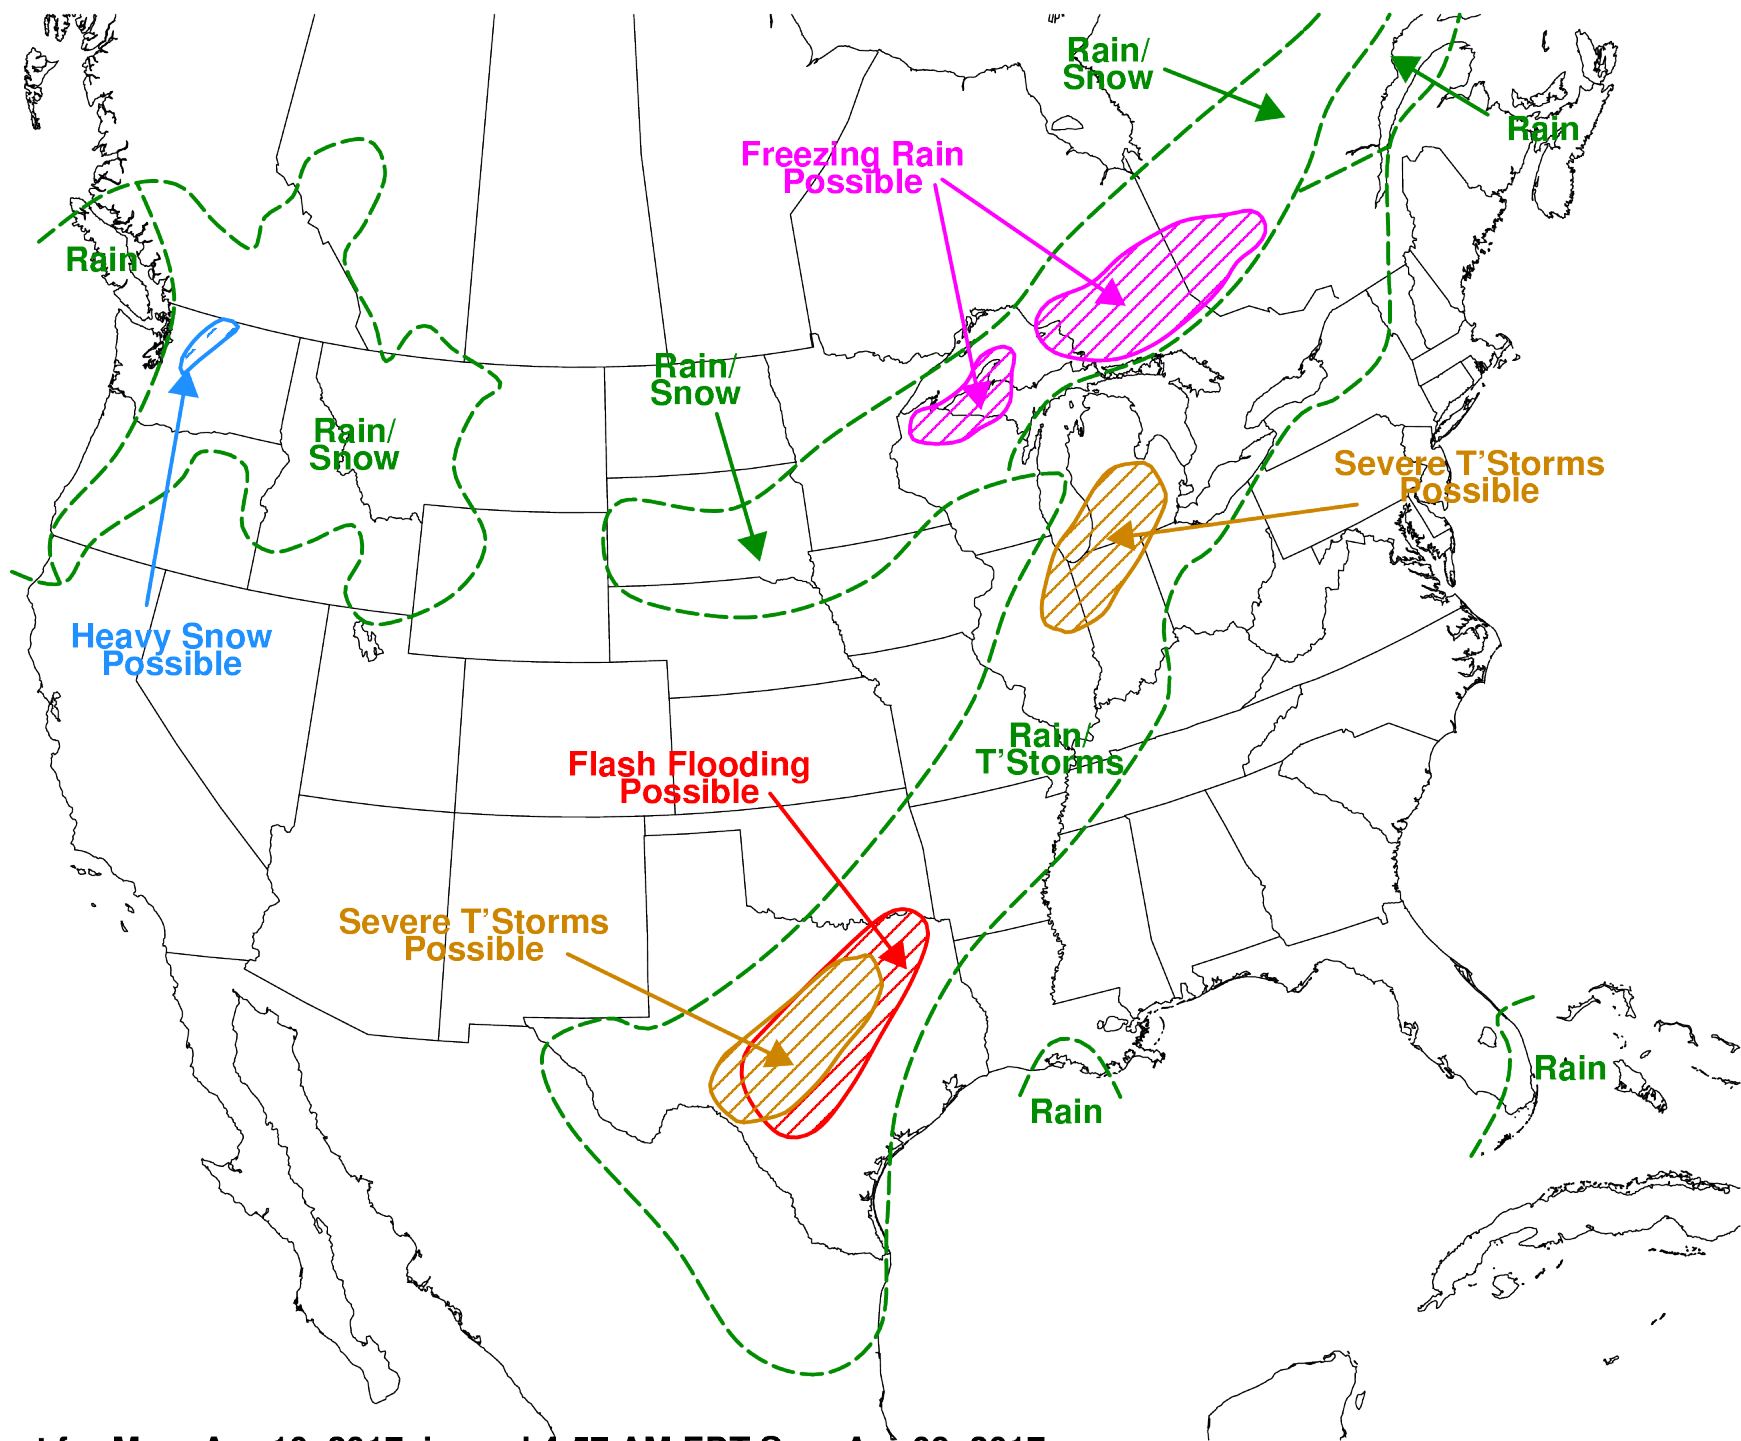 Rain/
Snow
Rain
Freezing Rain
Possible
Rain
Rain/
Snow
Rain/
Snow
Severe T'Storms
Possible
Heavy Snow
Possible
Rain/
T'Storms
Flash Flooding
Possible
Severe T'Storms
Possible
Rain
Rain